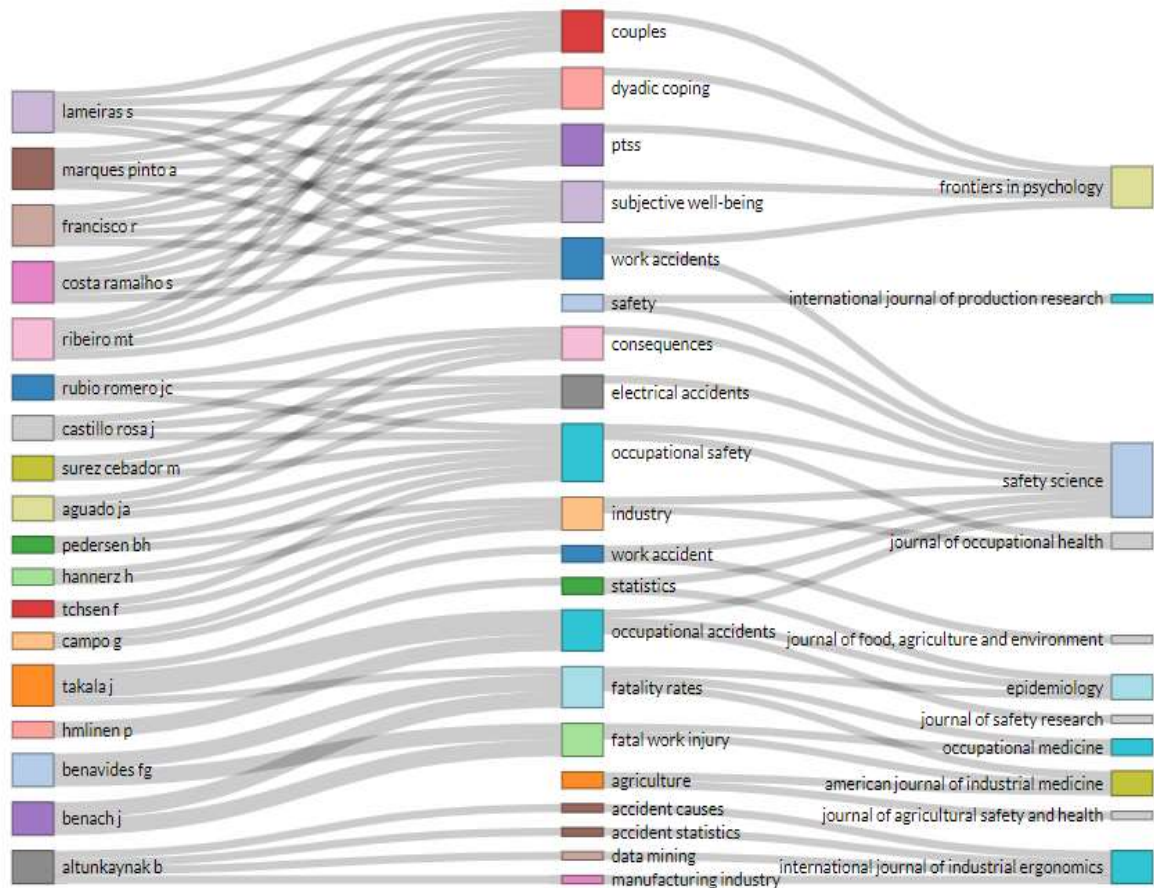 lameiras s
marques pinto a
francisco r
costa ramalho s
ribeiro mt
rubio romero jc
castillo rosa j
surez cebador m
aguado ja
pedersen bh
hannerz h
tchsen f
campo g
takala j
hmlinen p
benavides fg
benach j
altunkaynak b
couples
dyadic coping
ptss
subjective well-being
work accidents
safety
consequences
electrical accidents
occupational safety
industry
work accident
statistics
occupational accidents
fatality rates
fatal work injury
agriculture
accident causes
accident statistics
data mining
manufacturing industry
frontiers in psychology
international journal of production research
safety science
journal of occupational health
journal of food, agriculture and environment
epidemiology
journal of safety research
occupational medicine
american journal of industrial medicine
journal of agricultural safety and health
international journal of industrial ergonomics